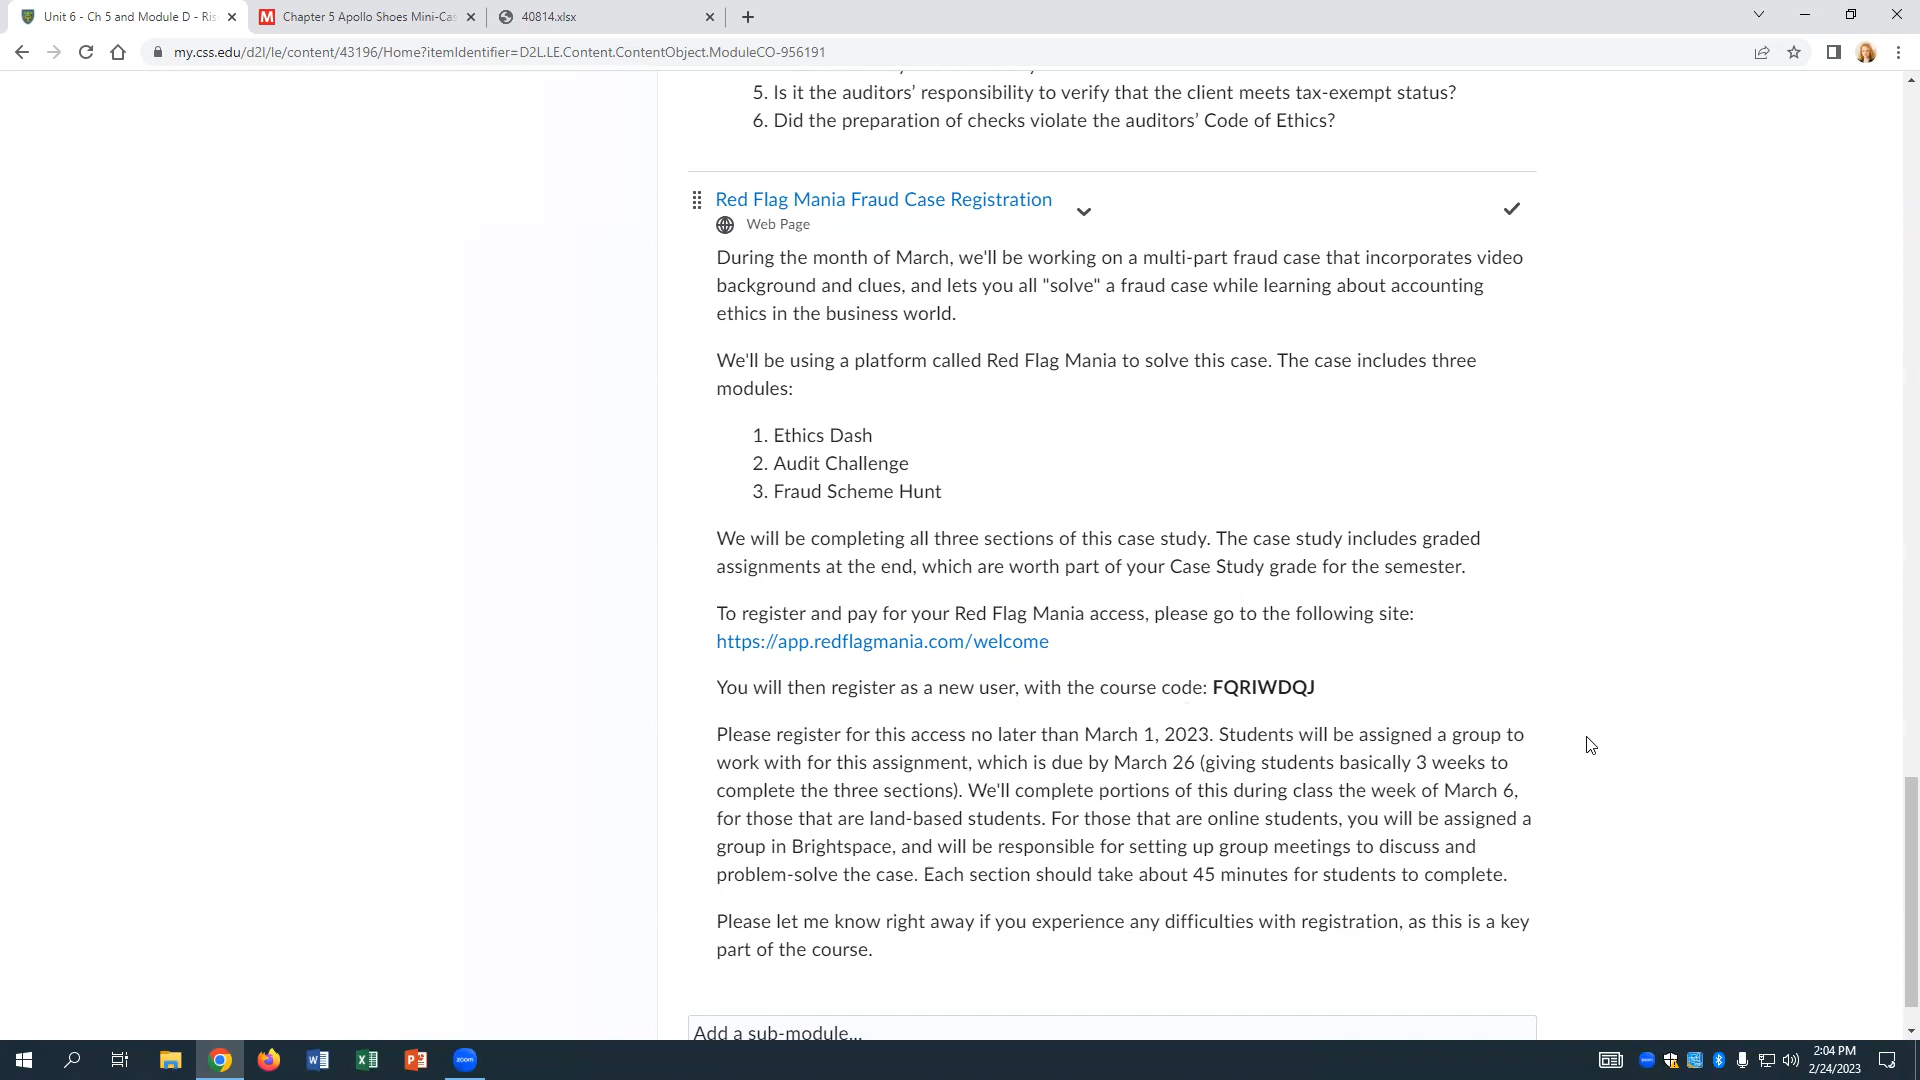 Unit 6 - Ch 5 and Module D - Ris
Chapter 5 Apollo Shoes Mini-Cas
40814.xlsx
my.css.edu/d2l/le/content/43196/Home?itemIdentifier=D2L.LE.Content.ContentObject.ModuleCO-956191
5. Is it the auditors’ responsibility to verify that the client meets tax-exempt status?
6. Did the preparation of checks violate the auditors’ Code of Ethics?
Red Flag Mania Fraud Case Registration
Web Page
During the month of March, we'll be working on a multi-part fraud case that incorporates video
background and clues, and lets you all "solve" a fraud case while learning about accounting
ethics in the business world.
We'll be using a platform called Red Flag Mania to solve this case. The case includes three
modules:
1. Ethics Dash
2. Audit Challenge
3. Fraud Scheme Hunt
We will be completing all three sections of this case study. The case study includes graded
assignments at the end, which are worth part of your Case Study grade for the semester.
To register and pay for your Red Flag Mania access, please go to the following site:
https://app.redflagmania.com/welcome
You will then register as a new user, with the course code: FQRIWDQJ
Please register for this access no later than March 1, 2023. Students will be assigned a group to
work with for this assignment, which is due by March 26 (giving students basically 3 weeks to
complete the three sections). We'll complete portions of this during class the week of March 6,
for those that are land-based students. For those that are online students, you will be assigned a
group in Brightspace, and will be responsible for setting up group meetings to discuss and
problem-solve the case. Each section should take about 45 minutes for students to complete.
Please let me know right away if you experience any difficulties with registration, as this is a key
part of the course.
Add a sub-module...
zoom
2:04 PM
2/24/2023